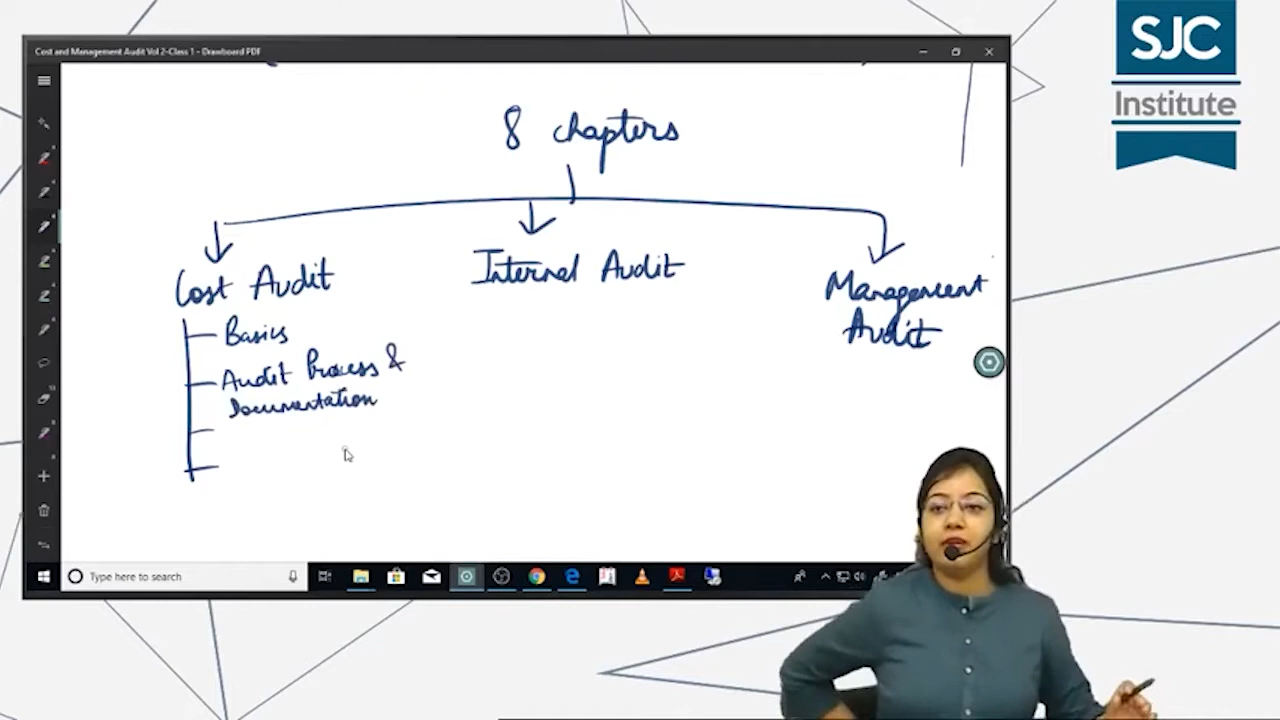 SJC
Institute
Cost and Management Audit Vol 2-Class 1 - Drawboard PDF
8 chapters
Cost Audit
Internal Audit
Management
Audit
Basics
Audit Process &
Documentation
Type here to search